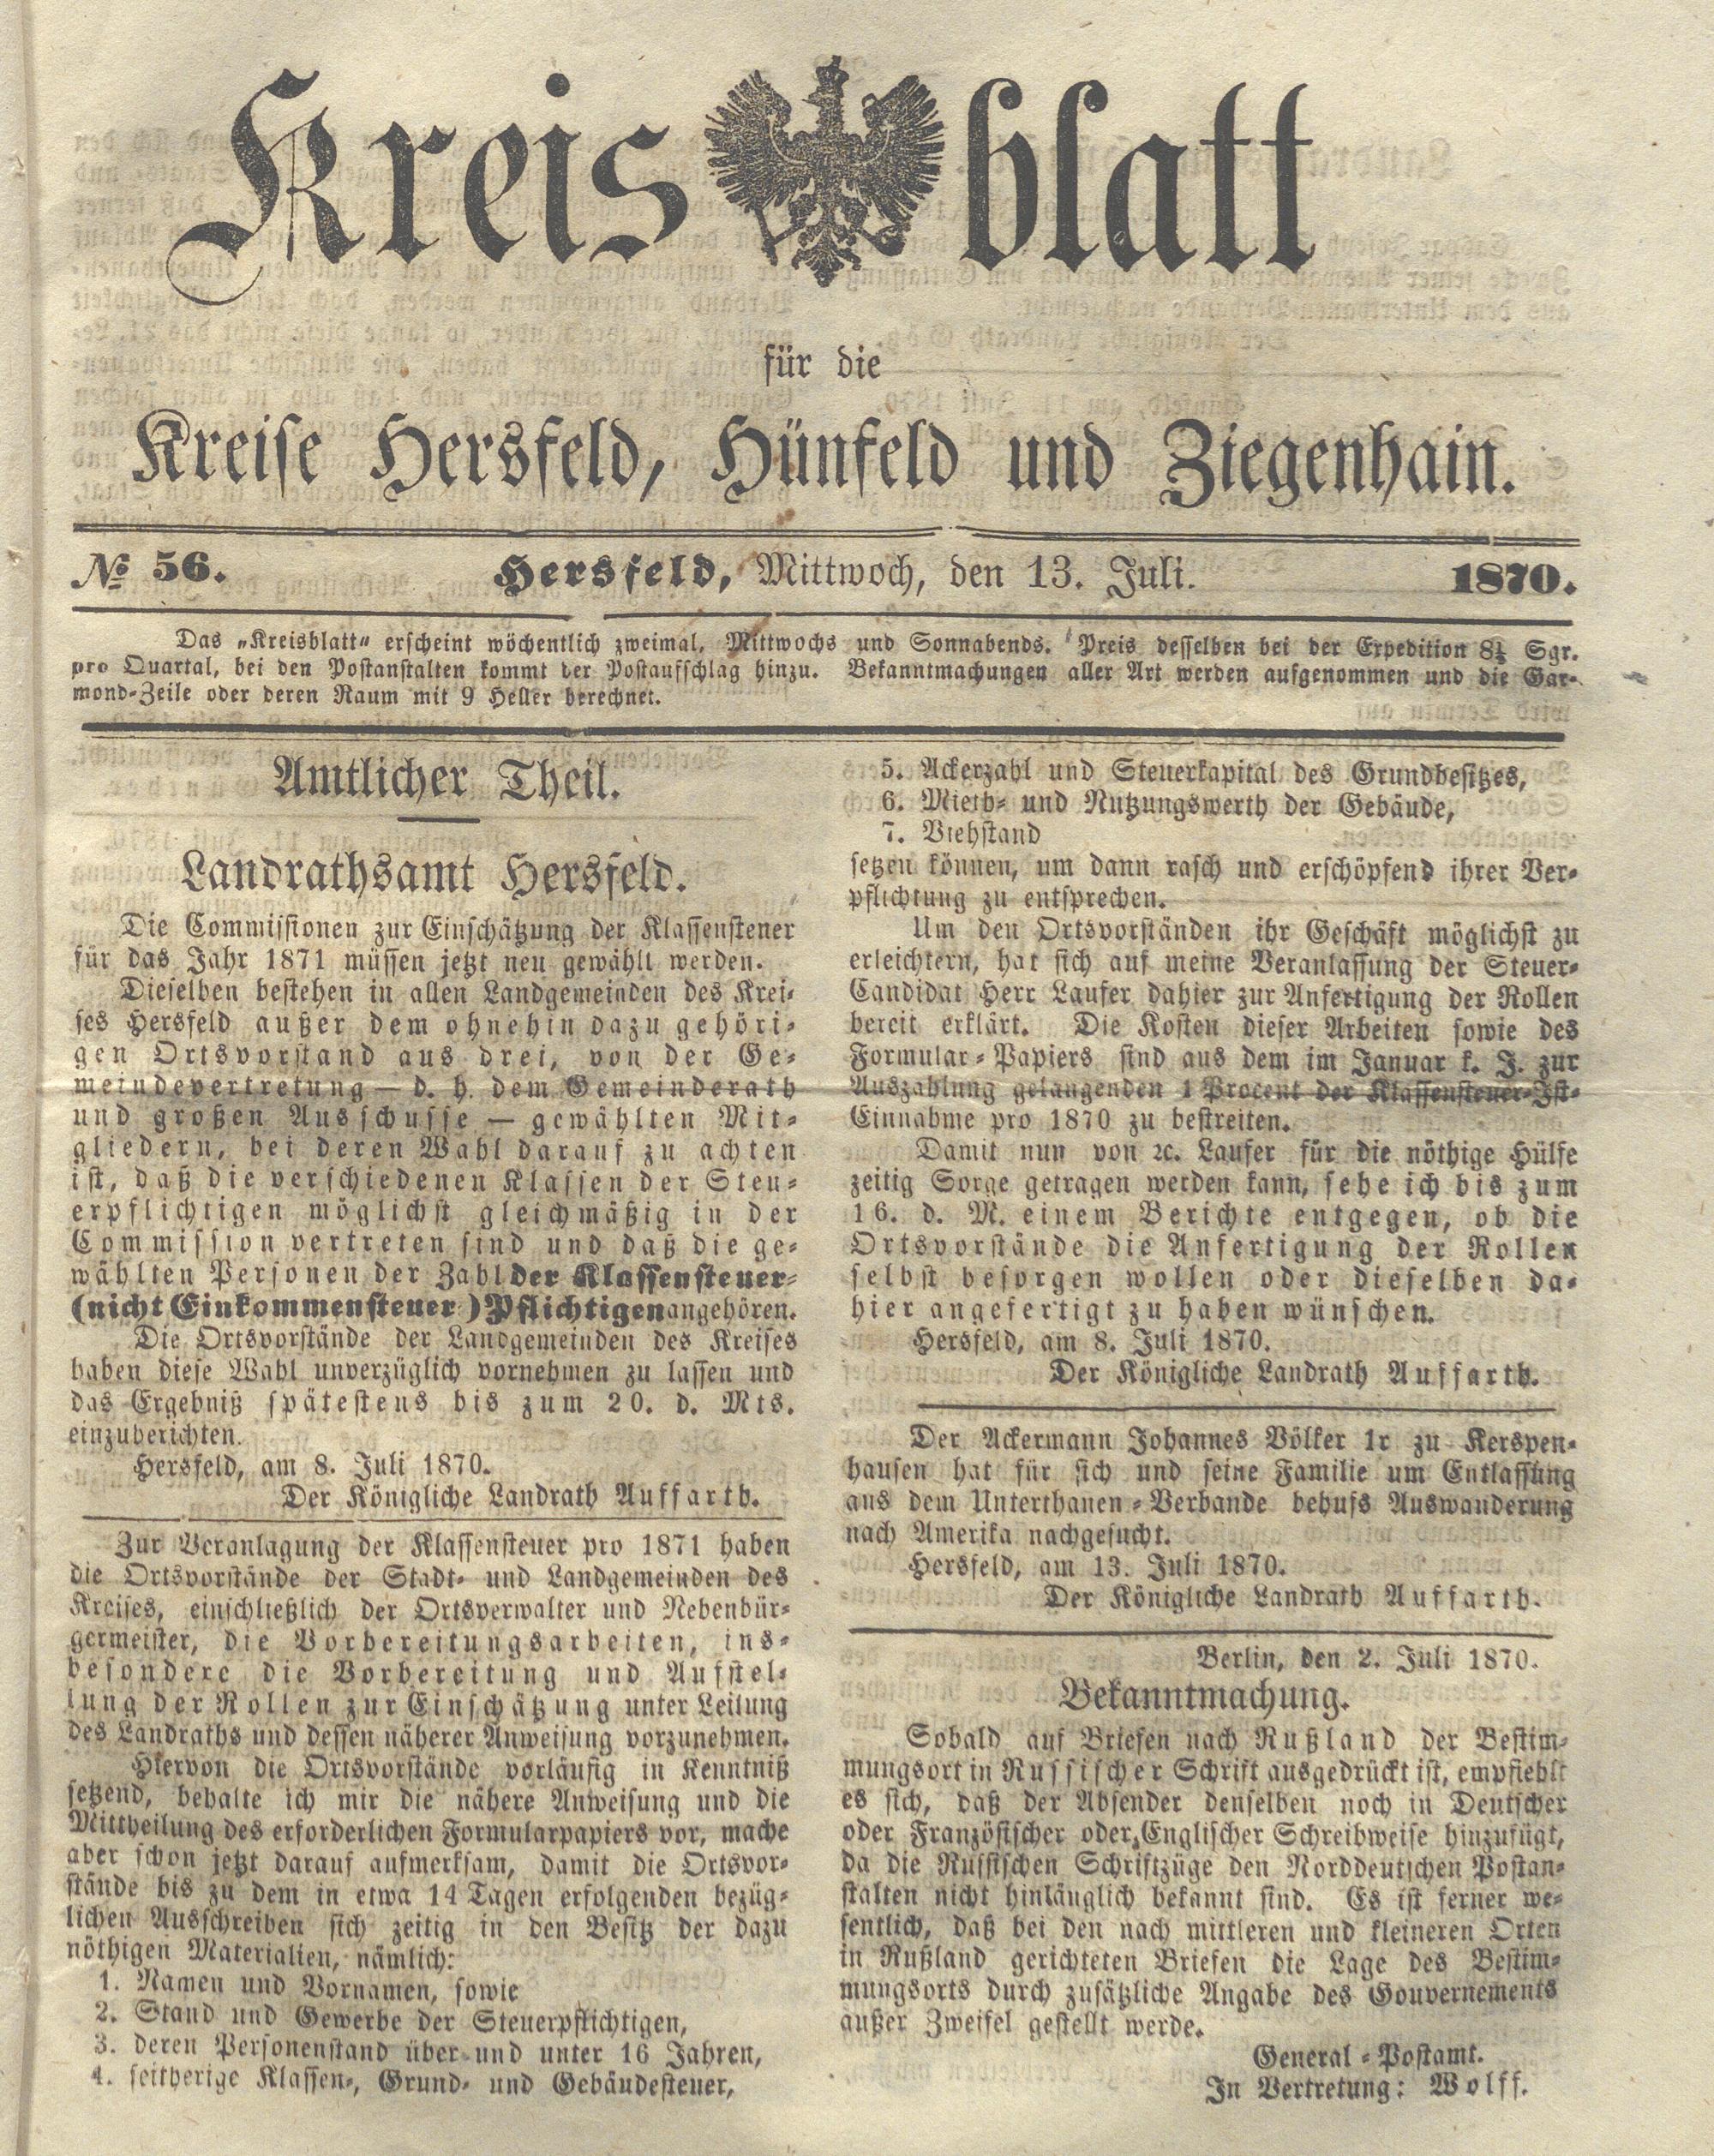 Kreisblatt
für die
Kreise Hersfeld, Hünfeld und Ziegenhain.
№ 56. Hersfeld, Mittwoch, den 13. Juli. 1870.
Das „Kreisblatt“ erscheint wöchentlich zweimal, Mittwochs und Sonnabends. Preis desselben bei der Expedition 8½ Sgr.
pro Quartal, bei den Postanstalten kommt der Postaufschlag hinzu. Bekanntmachungen aller Art werden aufgenommen und die Gar-
mond-Zeile oder deren Raum mit 9 Heller berechnet.
Amtlicher Theil.
Landrathsamt Hersfeld.
Die Commissionen zur Einschätzung der Klassensteuer
für das Jahr 1871 müssen jetzt neu gewählt werden.
Dieselben bestehen in allen Landgemeinden des Krei-
ses Hersfeld außer dem ohnehin dazu gehöri-
gen Ortsvorstand aus drei, von der Ge-
meindevertretung — d. h. dem Gemeinderath
und großen Ausschusse — gewählten Mit-
gliedern, bei deren Wahl darauf zu achten
ist, daß die verschiedenen Klassen der Steu-
erpflichtigen möglichst gleichmäßig in der
Commission vertreten sind und daß die ge-
wählten Personen der Zahl der Klassensteuer-
(nicht Einkommensteuer-) Pflichtigen angehören.
Die Ortsvorstände der Landgemeinden des Kreises
haben diese Wahl unverzüglich vornehmen zu lassen und
das Ergebniß spätestens bis zum 20. d. Mts.
einzuberichten.
Hersfeld, am 8. Juli 1870.
Der Königliche Landrath Auffarth.
Zur Veranlagung der Klassensteuer pro 1871 haben
die Ortsvorstände der Stadt- und Landgemeinden des
Kreises, einschließlich der Ortsverwalter und Nebenbür-
germeister, die Vorbereitungsarbeiten, ins-
besondere die Vorbereitung und Aufstel-
lung der Rollen zur Einschätzung unter Leitung
des Landraths und dessen näherer Anweisung vorzunehmen.
Hiervon die Ortsvorstände vorläufig in Kenntniß
setzend, behalte ich mir die nähere Anweisung und die
Mittheilung des erforderlichen Formularpapiers vor, mache
aber schon jetzt darauf aufmerksam, damit die Ortsvor-
stände bis zu dem in etwa 14 Tagen erfolgenden bezüg-
lichen Ausschreiben sich zeitig in den Besitz der dazu
nöthigen Materialien, nämlich:
1. Namen und Vornamen, sowie
2. Stand und Gewerbe der Steuerpflichtigen,
3. deren Personenstand über und unter 16 Jahren,
4. seitherige Klassen-, Grund- und Gebäudesteuer,
5. Ackerzahl und Steuerkapital des Grundbesitzes,
6. Mieth- und Nutzungswerth der Gebäude,
7. Viehstand
setzen können, um dann rasch und erschöpfend ihrer Ver-
pflichtung zu entsprechen.
Um den Ortsvorständen ihr Geschäft möglichst zu
erleichtern, hat sich auf meine Veranlassung der Steuer-
Candidat Herr Laufer dahier zur Anfertigung der Rollen
bereit erklärt. Die Kosten dieser Arbeiten sowie des
Formular-Papiers sind aus dem im Januar k. J. zur
Auszahlung gelangenden 1 Procent der Klassensteuer-Ist-
Einnahme pro 1870 zu bestreiten.
Damit nun von ꝛc. Laufer für die nöthige Hülfe
zeitig Sorge getragen werden kann, sehe ich bis zum
16. d. M. einem Berichte entgegen, ob die
Ortsvorstände die Anfertigung der Rollen
selbst besorgen wollen oder dieselben da-
hier angefertigt zu haben wünschen.
Hersfeld, am 8. Juli 1870.
Der Königliche Landrath Auffarth.
Der Ackermann Johannes Völker 1r zu Kerspen-
hausen hat für sich und seine Familie um Entlassung
aus dem Unterthanen-Verbande behufs Auswanderung
nach Amerika nachgesucht.
Hersfeld, am 13. Juli 1870.
Der Königliche Landrath Auffarth.
Berlin, den 2. Juli 1870.
Bekanntmachung.
Sobald auf Briefen nach Rußland der Bestim-
mungsort in Russischer Schrift ausgedrückt ist, empfiehlt
es sich, daß der Absender denselben noch in Deutscher
oder Französischer oder Englischer Schreibweise hinzufügt,
da die Russischen Schriftzüge den Norddeutschen Postan-
stalten nicht hinlänglich bekannt sind. Es ist ferner we-
sentlich, daß bei den nach mittleren und kleineren Orten
in Rußland gerichteten Briefen die Lage des Bestim-
mungsorts durch zusätzliche Angabe des Gouvernements
außer Zweifel gestellt werde.
General-Postamt.
In Vertretung: Wolff.